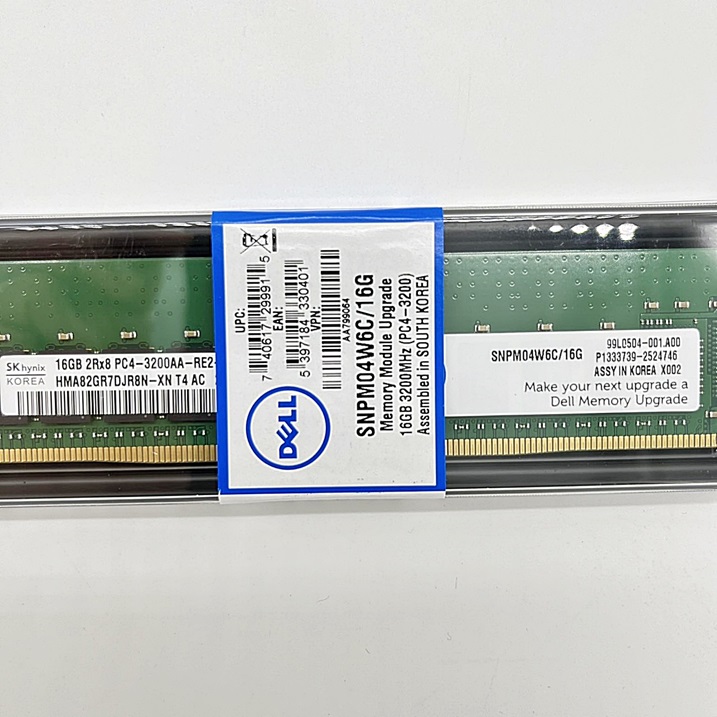 SK hynix
KOREA
16GB 2Rx8 PC4-3200AA-RE2-
HMA82GR7DJR8N-XN T4 AC
UPC:
7 40617 29991 5
EAN:
5 397184 330401
VPN:
AA799064
DELL
SNPM04W6C/16G
Memory Module Upgrade
16GB 3200MHz (PC4-3200)
Assembled in SOUTH KOREA
SNPM04W6C/16G
99L0504-001.A00
P1333739-2524746
ASSY IN KOREA X002
Make your next upgrade a
Dell Memory Upgrade